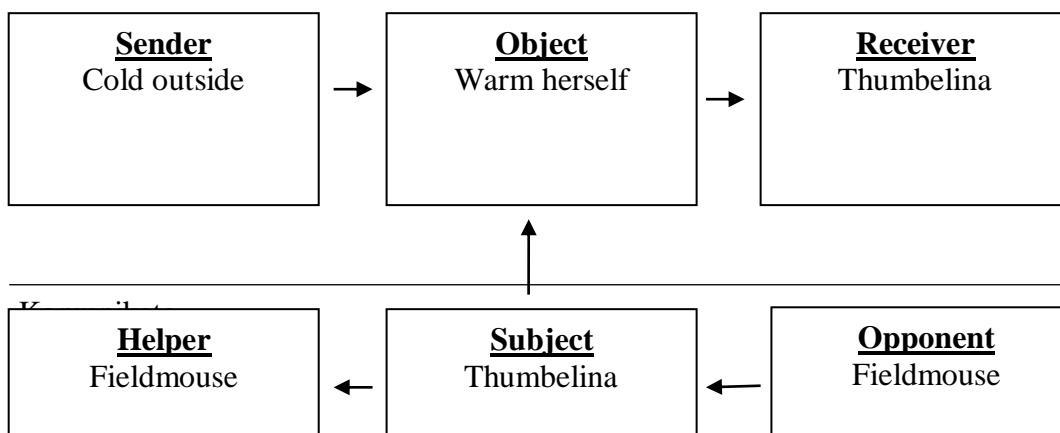 Sender
Cold outside
Object
Warm herself
Receiver
Thumbelina
Helper
Fieldmouse
Subject
Thumbelina
Opponent
Fieldmouse